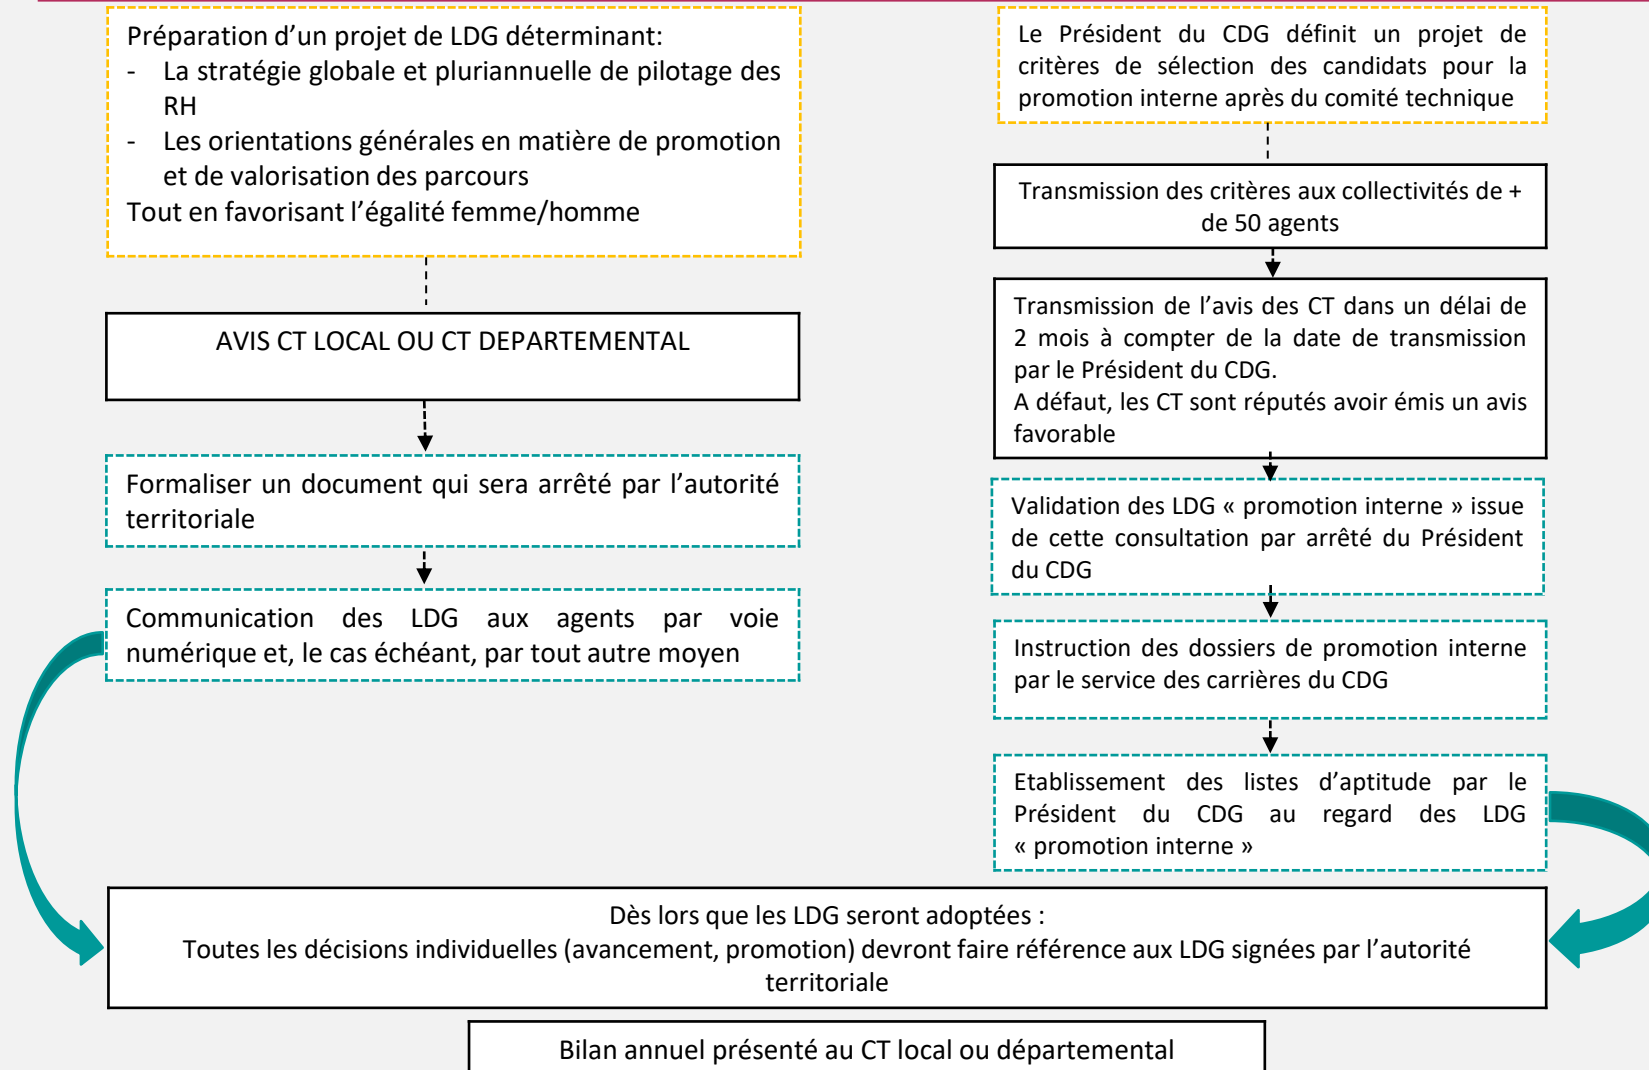 Préparation d’un projet de LDG déterminant:
- La stratégie globale et pluriannuelle de pilotage des
RH
- Les orientations générales en matière de promotion
et de valorisation des parcours
Tout en favorisant l’égalité femme/homme
AVIS CT LOCAL OU CT DEPARTEMENTAL
Formaliser un document qui sera arrêté par l’autorité
territoriale
Communication des LDG aux agents par voie
numérique et, le cas échéant, par tout autre moyen
Le Président du CDG définit un projet de
critères de sélection des candidats pour la
promotion interne après du comité technique
Transmission des critères aux collectivités de +
de 50 agents
Transmission de l’avis des CT dans un délai de
2 mois à compter de la date de transmission
par le Président du CDG.
A défaut, les CT sont réputés avoir émis un avis
favorable
Validation des LDG « promotion interne » issue
de cette consultation par arrêté du Président
du CDG
Instruction des dossiers de promotion interne
par le service des carrières du CDG
Etablissement des listes d’aptitude par le
Président du CDG au regard des LDG
« promotion interne »
Dès lors que les LDG seront adoptées :
Toutes les décisions individuelles (avancement, promotion) devront faire référence aux LDG signées par l’autorité
territoriale
Bilan annuel présenté au CT local ou départemental